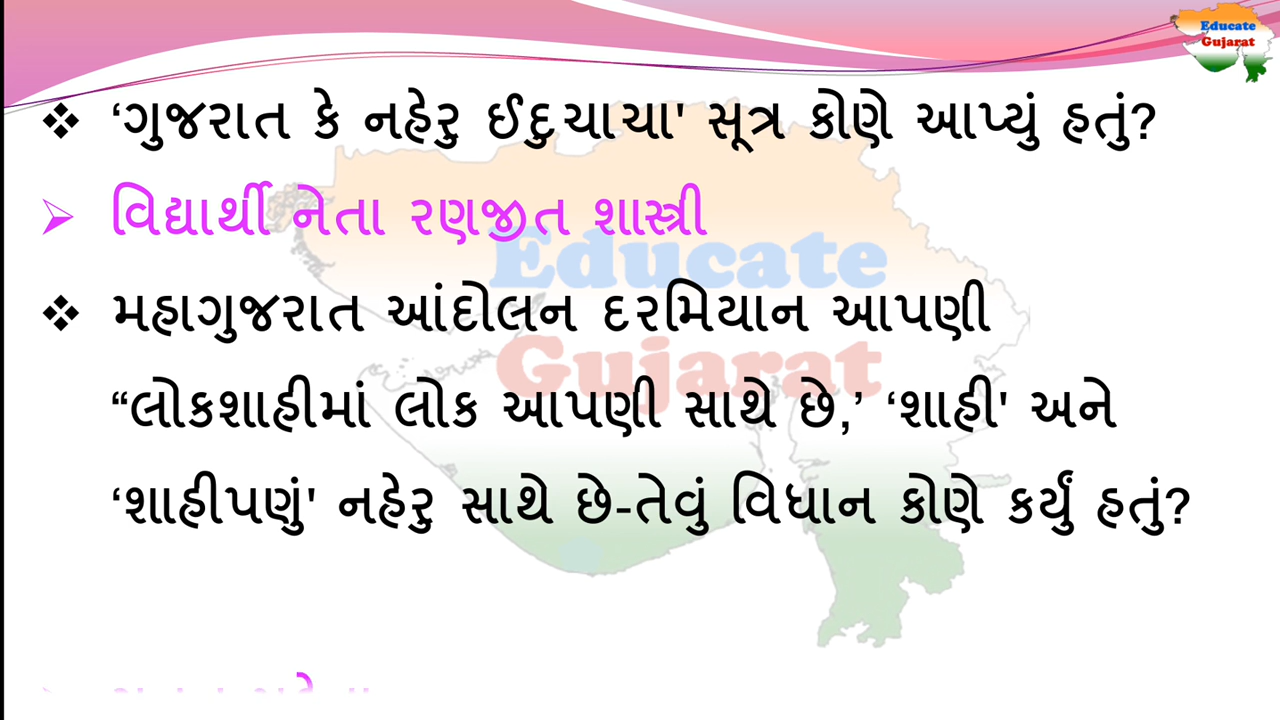 Educate
Gujarat
❖ ‘ગુજરાત કે નહેરુ ઈદુચાચા' સૂત્ર કોણે આપ્યું હતું?
➢ વિદ્યાર્થી નેતા રણજીત શાસ્ત્રી
❖ મહાગુજરાત આંદોલન દરમિયાન આપણી
“લોકશાહીમાં લોક આપણી સાથે છે,’ ‘શાહી' અને
‘શાહીપણું' નહેરુ સાથે છે-તેવું વિધાન કોણે કર્યું હતું?
Educate
Gujarat